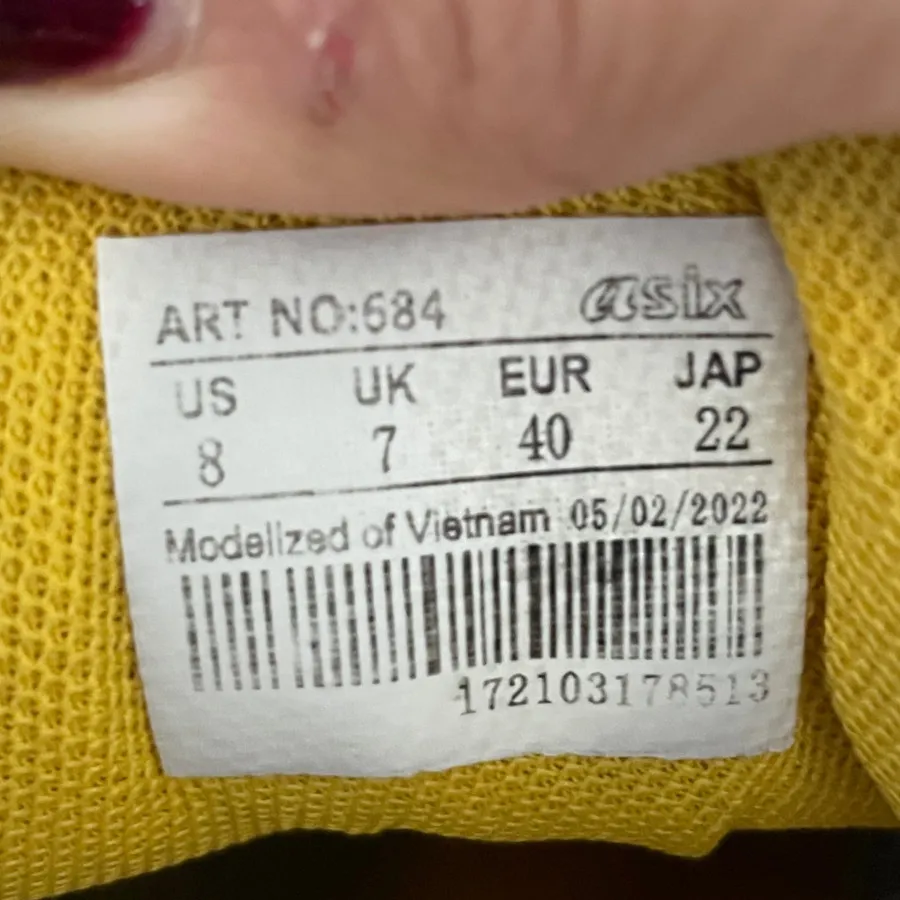 ART NO:684 asix
US UK EUR JAP
8 7 40 22
Modelized of Vietnam 05/02/2022
172103178513